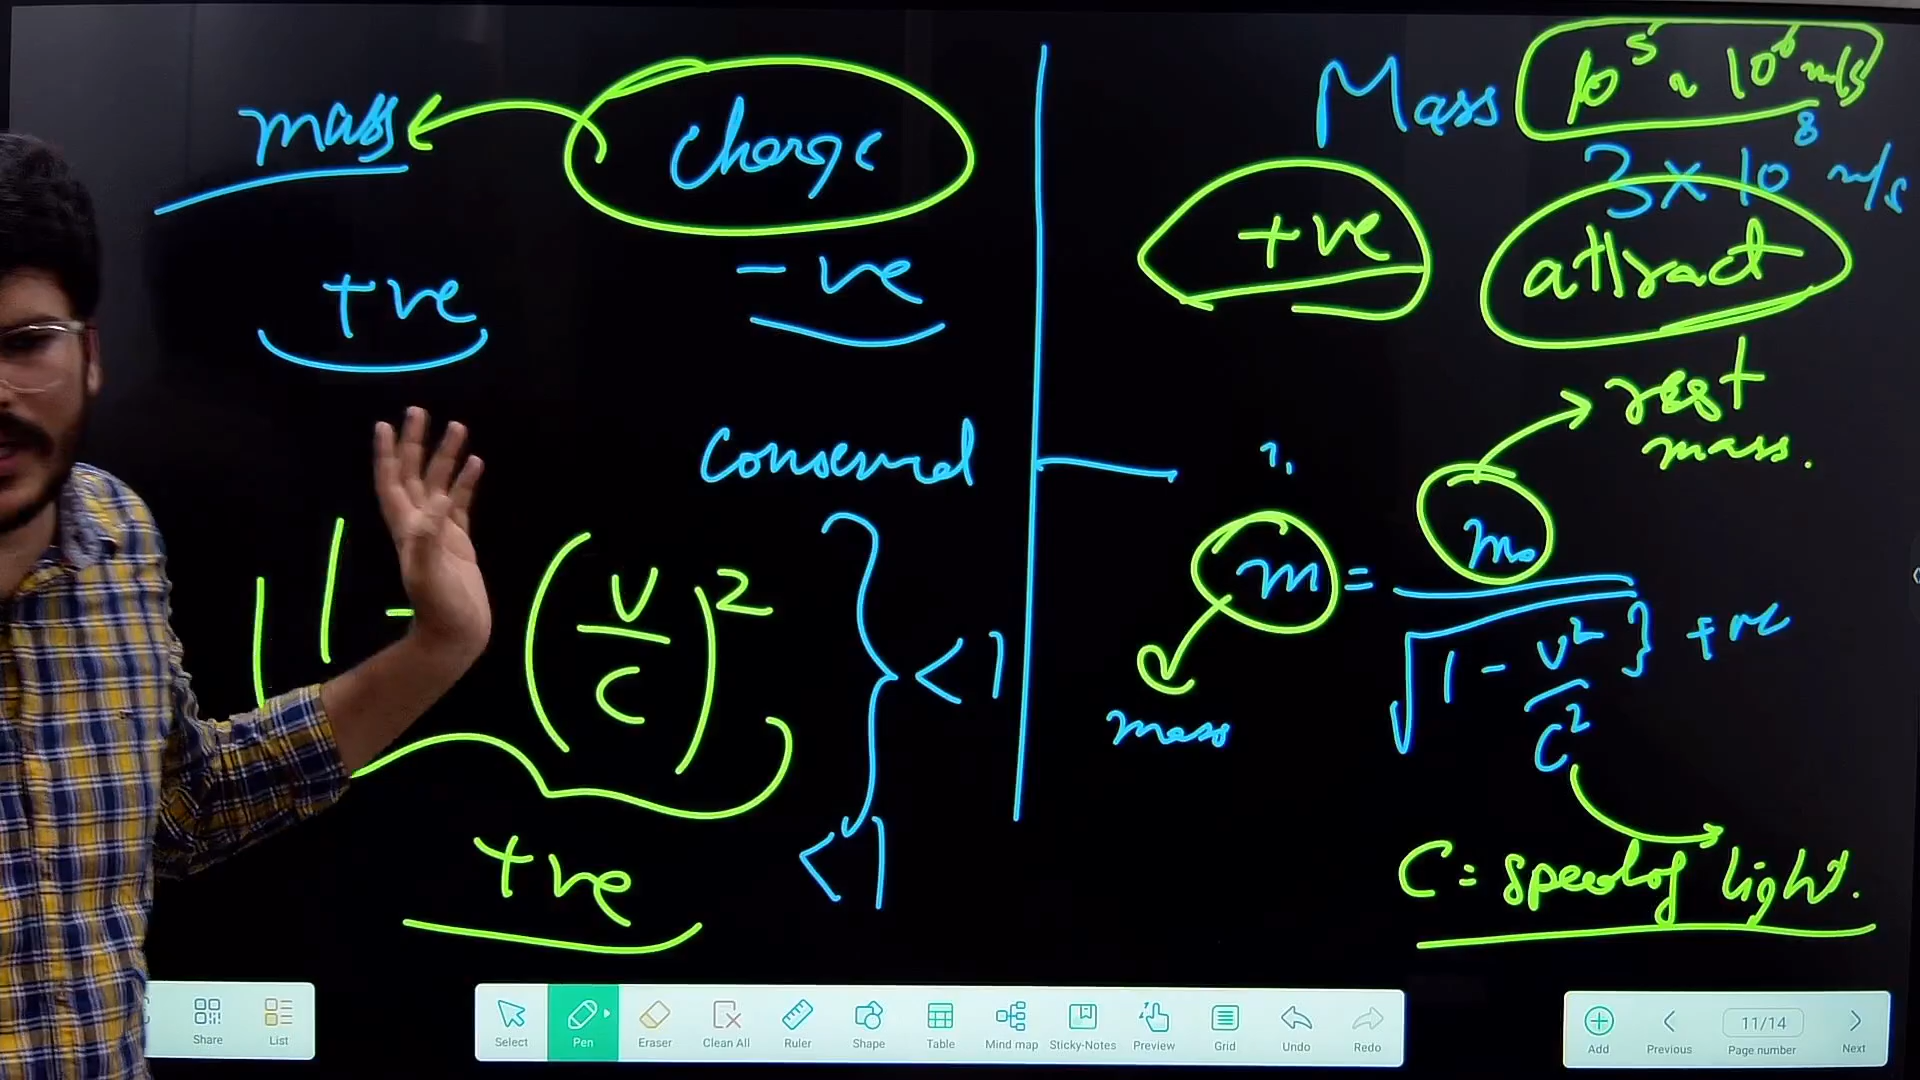 mass charge
+ve -ve
Conserved
1 - (v/c)² } < 1
+ve < 1
Mass 10⁵ ~ 10⁶ m/s
3 × 10⁸ m/s
+ve attract
rest
mass.
m = m₀ / √(1 - v²/c²) } +ve
mass
C = speed of light.
Share
List
Select
Pen
Eraser
Clean All
Ruler
Shape
Table
Mind map
Sticky-Notes
Preview
Grid
Undo
Redo
Add
Previous
11/14
Page number
Next